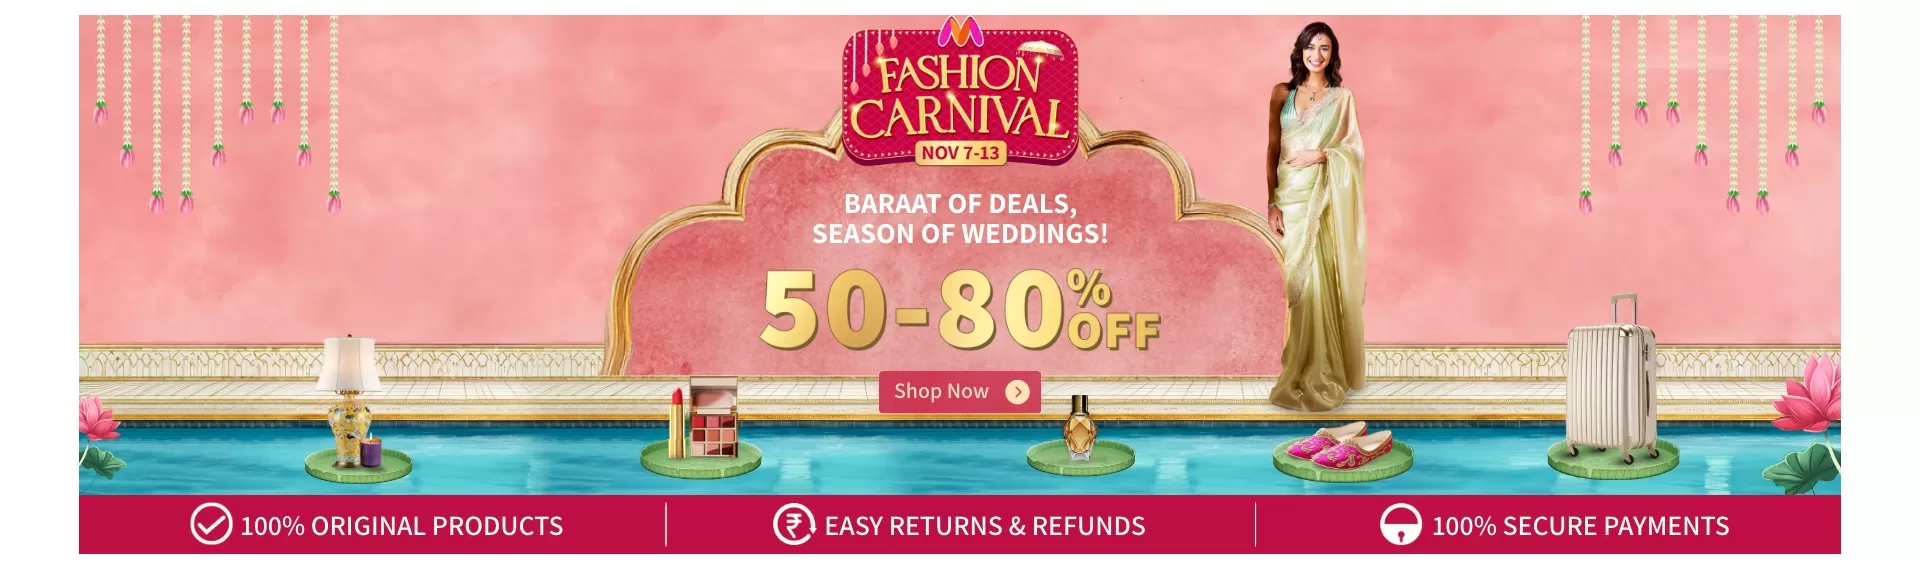 FASHION
CARNIVAL
NOV 7-13
BARAAT OF DEALS,
SEASON OF WEDDINGS!
50-80% OFF
Shop Now
100% ORIGINAL PRODUCTS
EASY RETURNS & REFUNDS
100% SECURE PAYMENTS